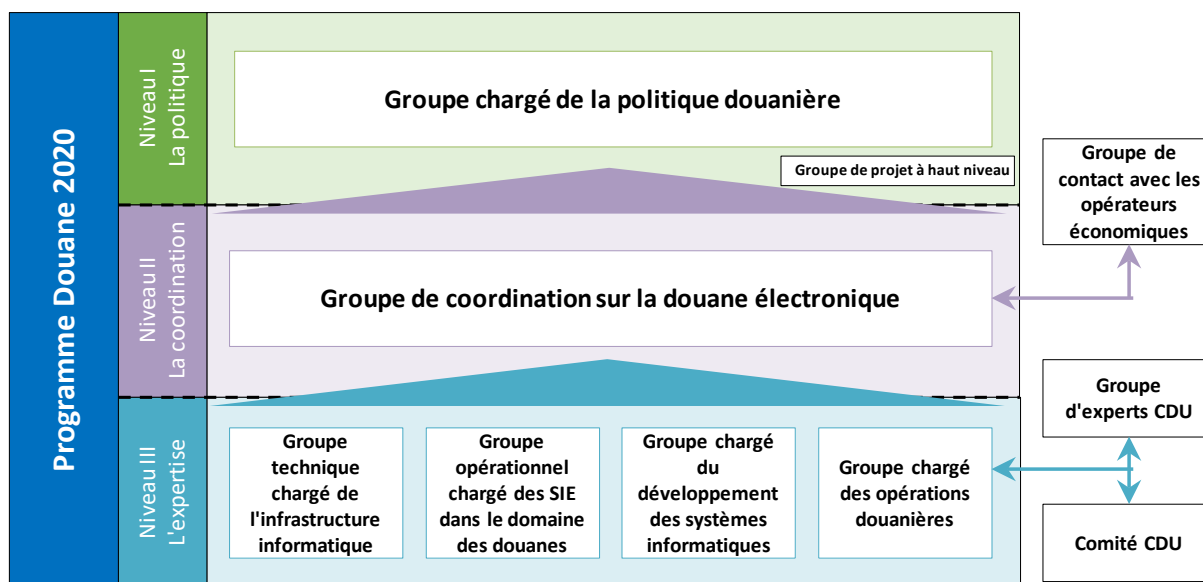 Programme Douane 2020
Niveau I
La politique
Groupe chargé de la politique douanière
Groupe de projet à haut niveau
Niveau II
La coordination
Groupe de coordination sur la douane électronique
Groupe de
contact avec les
opérateurs
économiques
Niveau III
L'expertise
Groupe
technique
chargé de
l'infrastructure
informatique
Groupe
opérationnel
chargé des SIE
dans le domaine
des douanes
Groupe chargé
du
développement
des systèmes
informatiques
Groupe chargé
des opérations
douanières
Groupe
d'experts CDU
Comité CDU